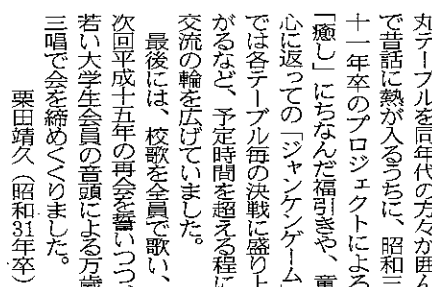 丸テーブルを同年代の方々が囲ん
で昔話に熱が入るうちに、昭和三
十一年卒のプロジェクトによる
「癒し」にちなんだ福引きや、童
心に返っての「ジャンケンゲーム」
では各テーブル毎の決戦に盛り上
がるなど、予定時間を超える程に
交流の輪を広げていました。
最後には、校歌を全員で歌い、
次回平成十五年の再会を誓いつつ、
若い大学生会員の音頭による万歳
三唱で会を締めくくりました。
栗田靖久（昭和31年卒）